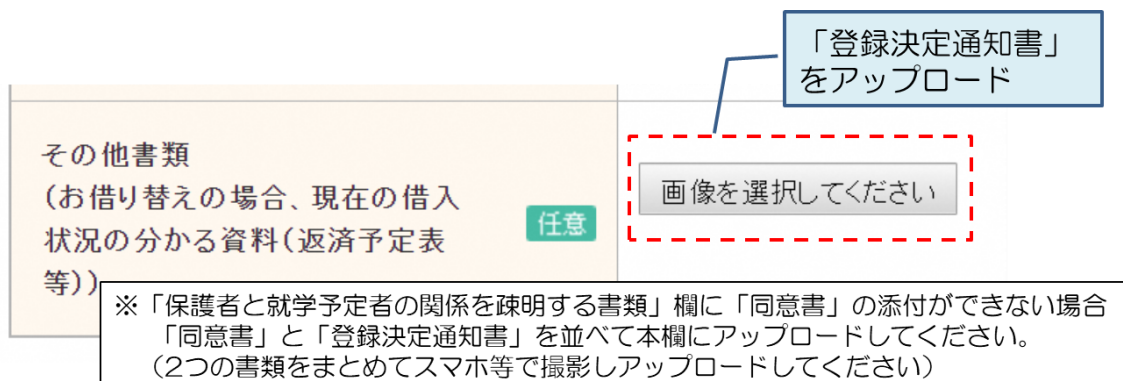 「登録決定通知書」
をアップロード
その他書類
(お借り替えの場合、現在の借入
状況の分かる資料(返済予定表
等))
任意
画像を選択してください
※「保護者と就学予定者の関係を疎明する書類」欄に「同意書」の添付ができない場合
「同意書」と「登録決定通知書」を並べて本欄にアップロードしてください。
（2つの書類をまとめてスマホ等で撮影しアップロードしてください）